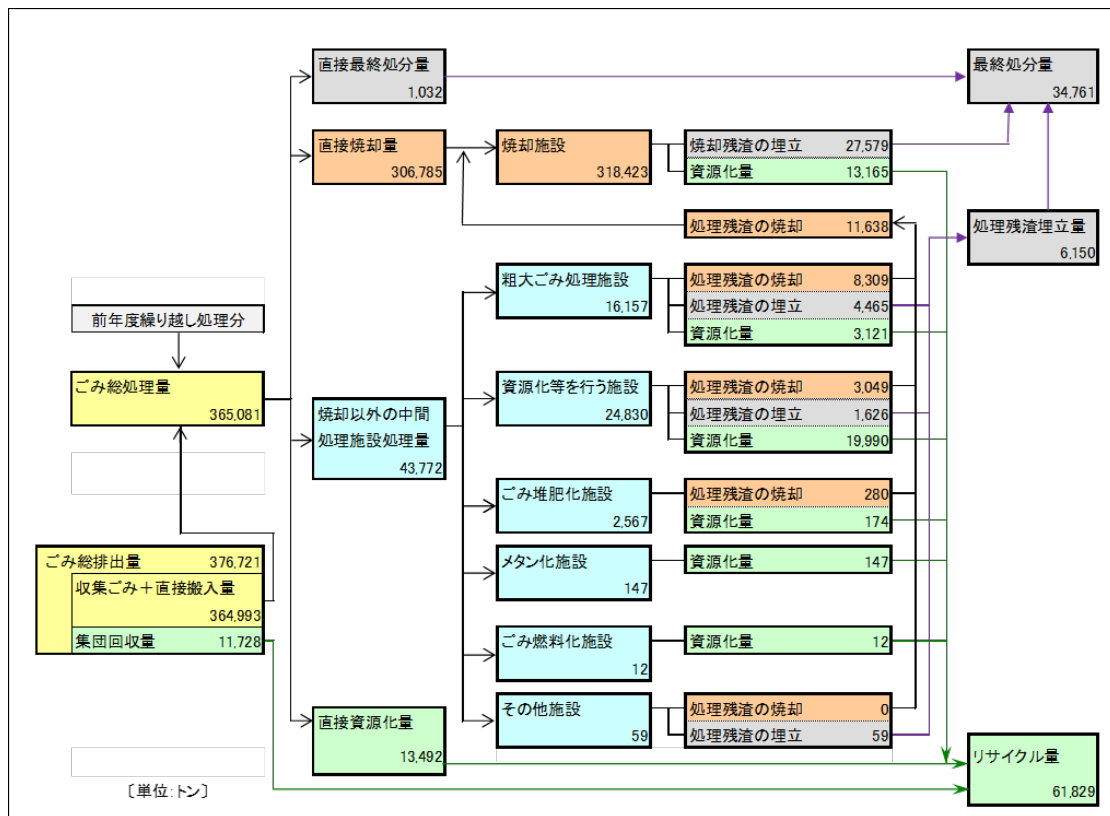 直接最終処分量
1,032
最終処分量
34,761
直接焼却量
306,785
焼却施設
318,423
焼却残渣の埋立 27,579
資源化量 13,165
処理残渣の焼却 11,638
処理残渣埋立量
6,150
粗大ごみ処理施設
16,157
処理残渣の焼却 8,309
処理残渣の埋立 4,465
資源化量 3,121
前年度繰り越し処理分
ごみ総処理量
365,081
焼却以外の中間
処理施設処理量
43,772
資源化等を行う施設
24,830
処理残渣の焼却 3,049
処理残渣の埋立 1,626
資源化量 19,990
ごみ堆肥化施設
2,567
処理残渣の焼却 280
資源化量 174
ごみ総排出量 376,721
収集ごみ+直接搬入量
364,993
集団回収量 11,728
メタン化施設
147
資源化量 147
ごみ燃料化施設
12
資源化量 12
その他施設
59
処理残渣の焼却 0
処理残渣の埋立 59
直接資源化量
13,492
リサイクル量
61,829
〔単位:トン〕